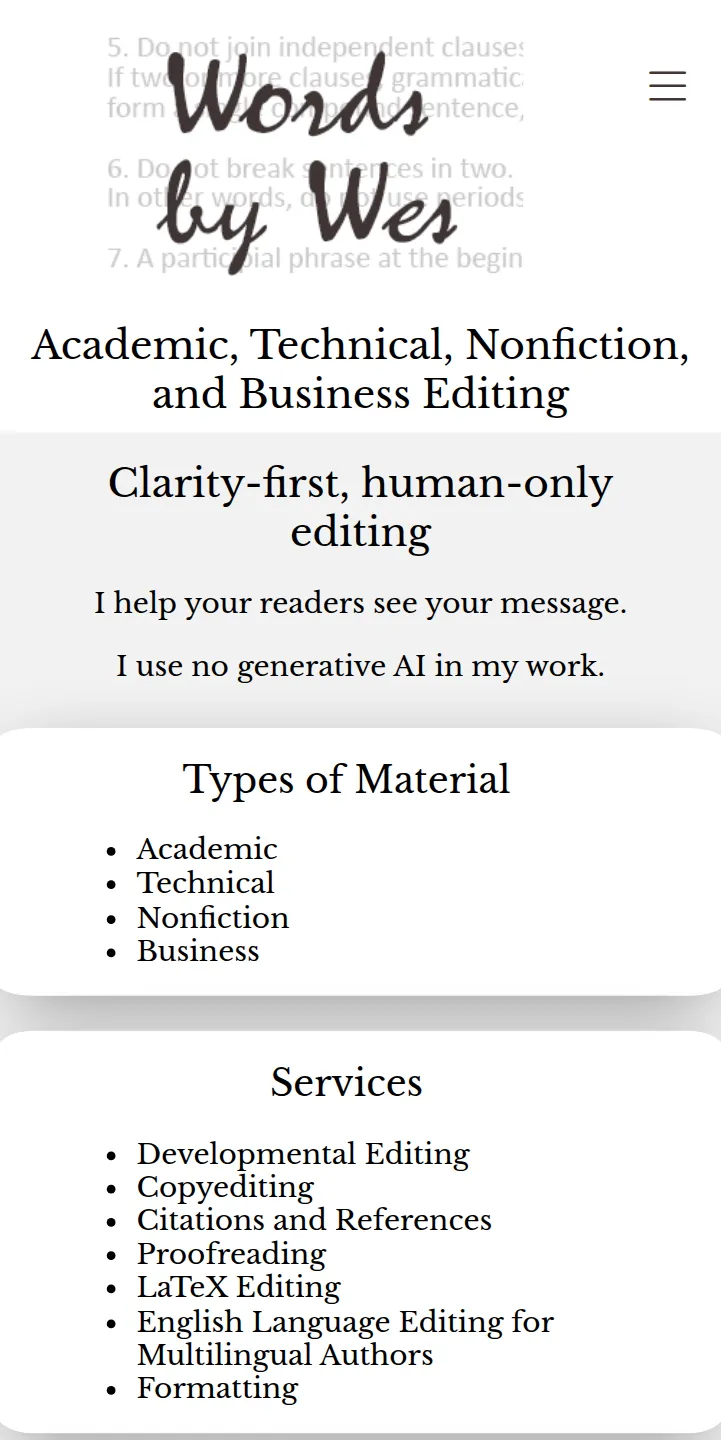 5. Do not join independent clauses
If two or more clauses, grammatic
form a single compound sentence,
Words
6. Do not break sentences in two.
In other words, do not use periods
by Wes
7. A participial phrase at the begin
Academic, Technical, Nonfiction,
and Business Editing
Clarity-first, human-only
editing
I help your readers see your message.
I use no generative AI in my work.
Types of Material
• Academic
• Technical
• Nonfiction
• Business
Services
• Developmental Editing
• Copyediting
• Citations and References
• Proofreading
• LaTeX Editing
• English Language Editing for
Multilingual Authors
• Formatting